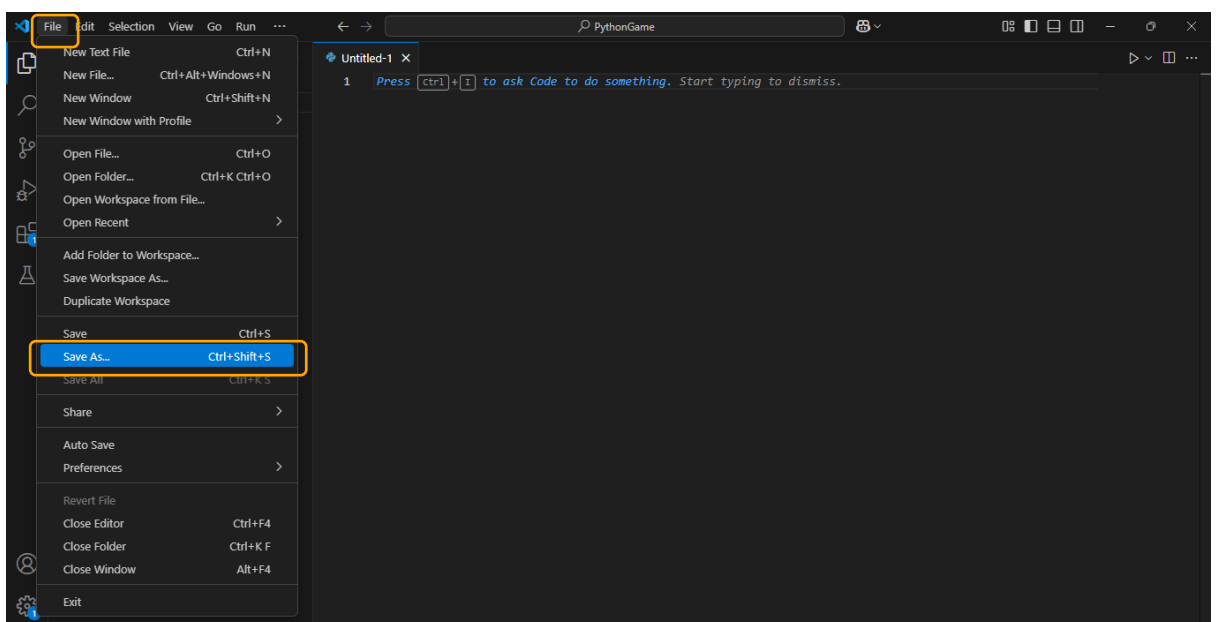 File Edit Selection View Go Run ··· PythonGame
New Text File Ctrl+N
New File... Ctrl+Alt+Windows+N
New Window Ctrl+Shift+N
New Window with Profile
Open File... Ctrl+O
Open Folder... Ctrl+K Ctrl+O
Open Workspace from File...
Open Recent
Add Folder to Workspace...
Save Workspace As...
Duplicate Workspace
Save Ctrl+S
Save As... Ctrl+Shift+S
Save All Ctrl+K S
Share
Auto Save
Preferences
Revert File
Close Editor Ctrl+F4
Close Folder Ctrl+K F
Close Window Alt+F4
Exit
1
1
Untitled-1
1 Press Ctrl+I to ask Code to do something. Start typing to dismiss.